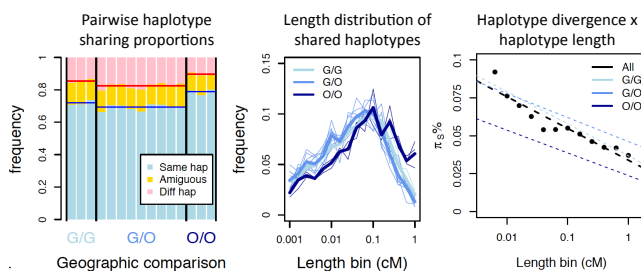 Pairwise haplotype
sharing proportions
frequency
1
0.8
0.6
0.4
0.2
0
Same hap
Amiguous
Diff hap
G/G
G/O
O/O
Geographic comparison
.
Length distribution of
shared haplotypes
frequency
0.15
0.10
0.05
0
G/G
G/O
O/O
0.001
0.01
0.1
1
Length bin (cM)
Haplotype divergence x
haplotype length
π s%
0.1
0.075
0.05
0.025
0
All
G/G
G/O
O/O
0.01
0.1
1
Length bin (cM)